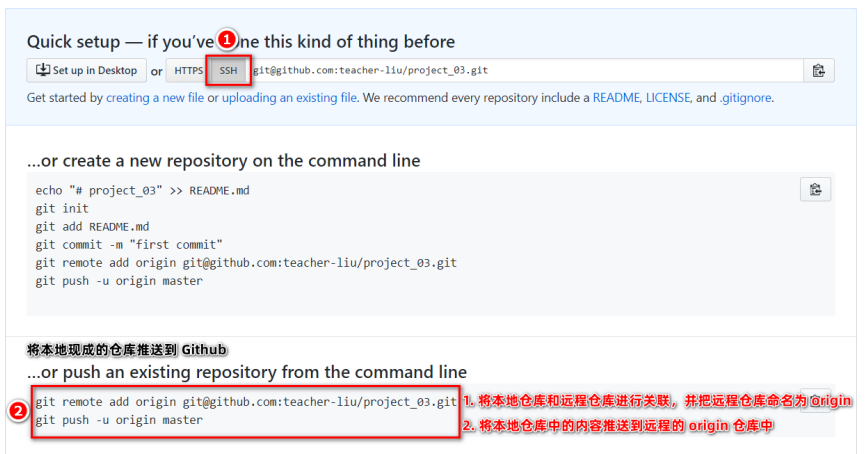 Quick setup — if you've ne this kind of thing before
1
Set up in Desktop or HTTPS SSH git@github.com:teacher-liu/project_03.git
Get started by creating a new file or uploading an existing file. We recommend every repository include a README, LICENSE, and .gitignore.
...or create a new repository on the command line
echo "# project_03" >> README.md
git init
git add README.md
git commit -m "first commit"
git remote add origin git@github.com:teacher-liu/project_03.git
git push -u origin master
将本地现成的仓库推送到 Github
...or push an existing repository from the command line
2
git remote add origin git@github.com:teacher-liu/project_03.git
git push -u origin master
1. 将本地仓库和远程仓库进行关联，并把远程仓库命名为 origin
2. 将本地仓库中的内容推送到远程的 origin 仓库中